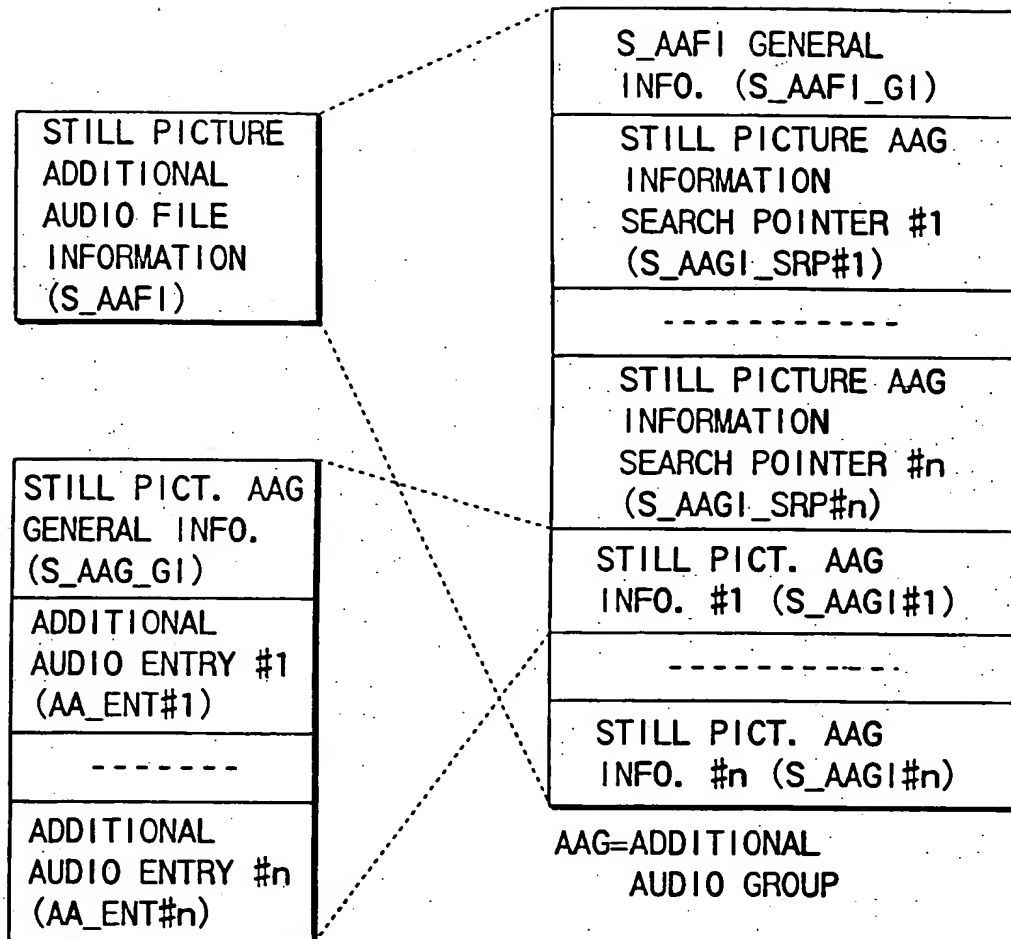 STILL PICTURE
ADDITIONAL
AUDIO FILE
INFORMATION
(S_AAFI)
STILL PICT. AAG
GENERAL INFO.
(S_AAG_GI)
ADDITIONAL
AUDIO ENTRY #1
(AA_ENT#1)
-------
ADDITIONAL
AUDIO ENTRY #n
(AA_ENT#n)
S_AAFI GENERAL
INFO. (S_AAFI_GI)
STILL PICTURE AAG
INFORMATION
SEARCH POINTER #1
(S_AAGI_SRP#1)
------------
STILL PICTURE AAG
INFORMATION
SEARCH POINTER #n
(S_AAGI_SRP#n)
STILL PICT. AAG
INFO. #1 (S_AAGI#1)
------------
STILL PICT. AAG
INFO. #n (S_AAGI#n)
AAG=ADDITIONAL
AUDIO GROUP